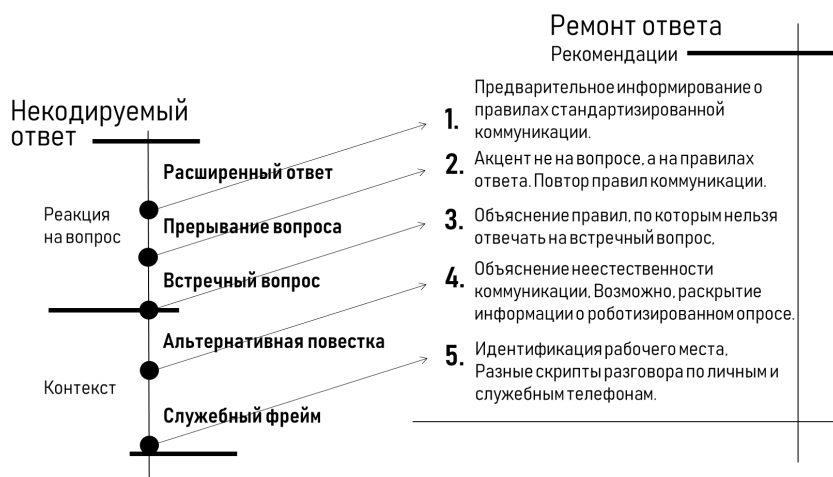 Некодируемый
ответ
Реакция
на вопрос
Контекст
Расширенный ответ
Прерывание вопроса
Встречный вопрос
Альтернативная повестка
Служебный фрейм
Ремонт ответа
Рекомендации
1. Предварительное информирование о
правилах стандартизированной
коммуникации.
2. Акцент не на вопросе, а на правилах
ответа. Повтор правил коммуникации.
3. Объяснение правил, по которым нельзя
отвечать на встречный вопрос,
4. Объяснение неестественности
коммуникации, Возможно, раскрытие
информации о роботизированном опросе.
5. Идентификация рабочего места,
Разные скрипты разговора по личным и
служебным телефонам.